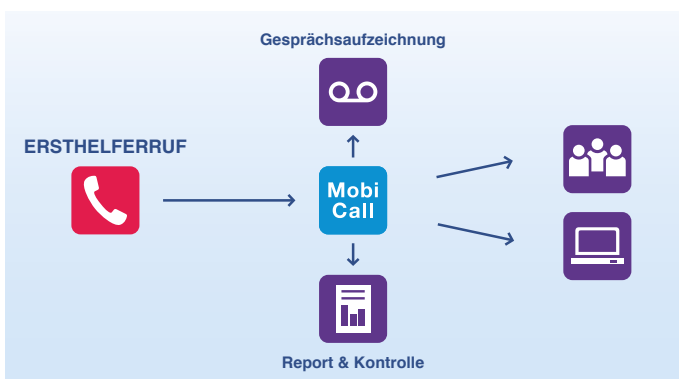 Gesprächsaufzeichnung
ERSTHELFERRUF
Mobi
Call
Report & Kontrolle